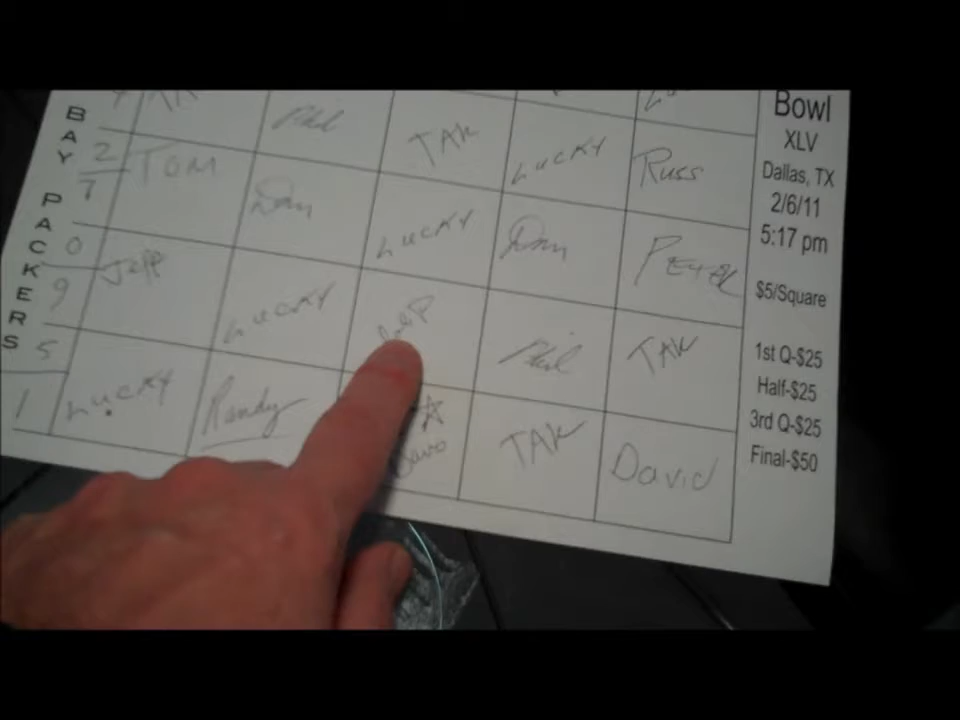 BAY PACKERS
2
7
0
9
5
1
Phil TAK LUCKY Russ
TOM Dan LUCKY Dan PETER
Jeff LUCKY Phil TAK
LUCKY Randy TAK David
Bowl
XLV
Dallas, TX
2/6/11
5:17 pm
$5/Square
1st Q-$25
Half-$25
3rd Q-$25
Final-$50